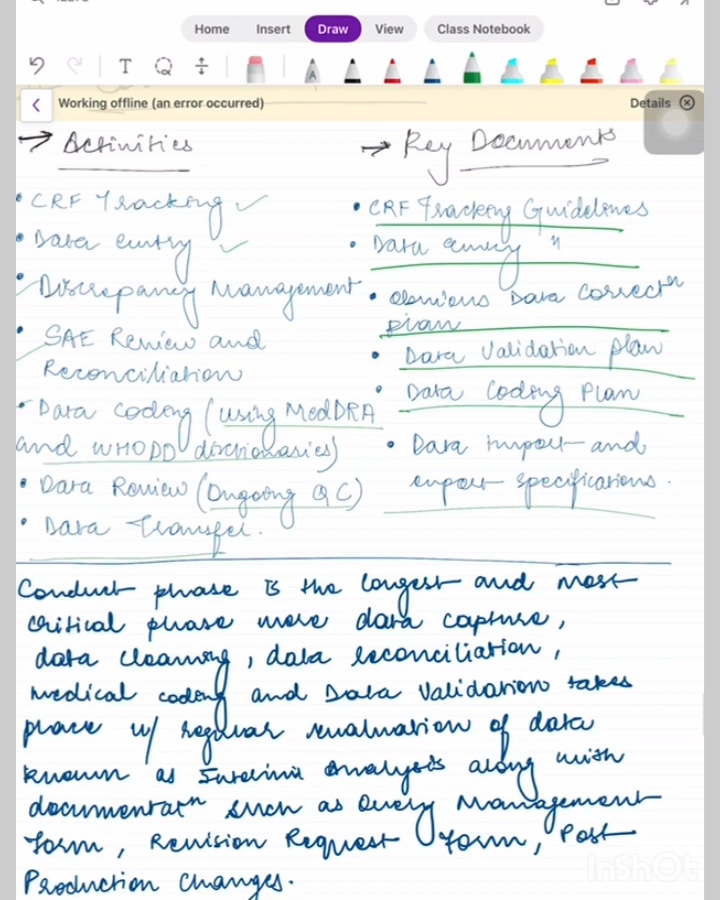 Home Insert Draw View Class Notebook
T
A
Working offline (an error occurred) Details
→ Activities
• CRF Tracking ✓
• Data entry ✓
• Discrepancy Management
• SAE Review and
Reconciliation
• Data Coding (using MedDRA
and WHODD dictionaries)
• Data Review (Ongoing QC)
• Data Transfer.
→ Key Documents
• CRF Tracking Guidelines
• Data entry "
• Obvious Data Correctn
plan
• Data Validation plan
• Data Coding Plan
• Data import and
export specifications.
Conduct phase is the longest and most
critical phase more data capture,
data cleaning, data reconciliation,
medical coding and Data Validation takes
place w/ regular evaluation of data
known as Interim Analysis along with
documentatn such as Query Management
form, Revision Request form, Post
Production changes.
InShOt